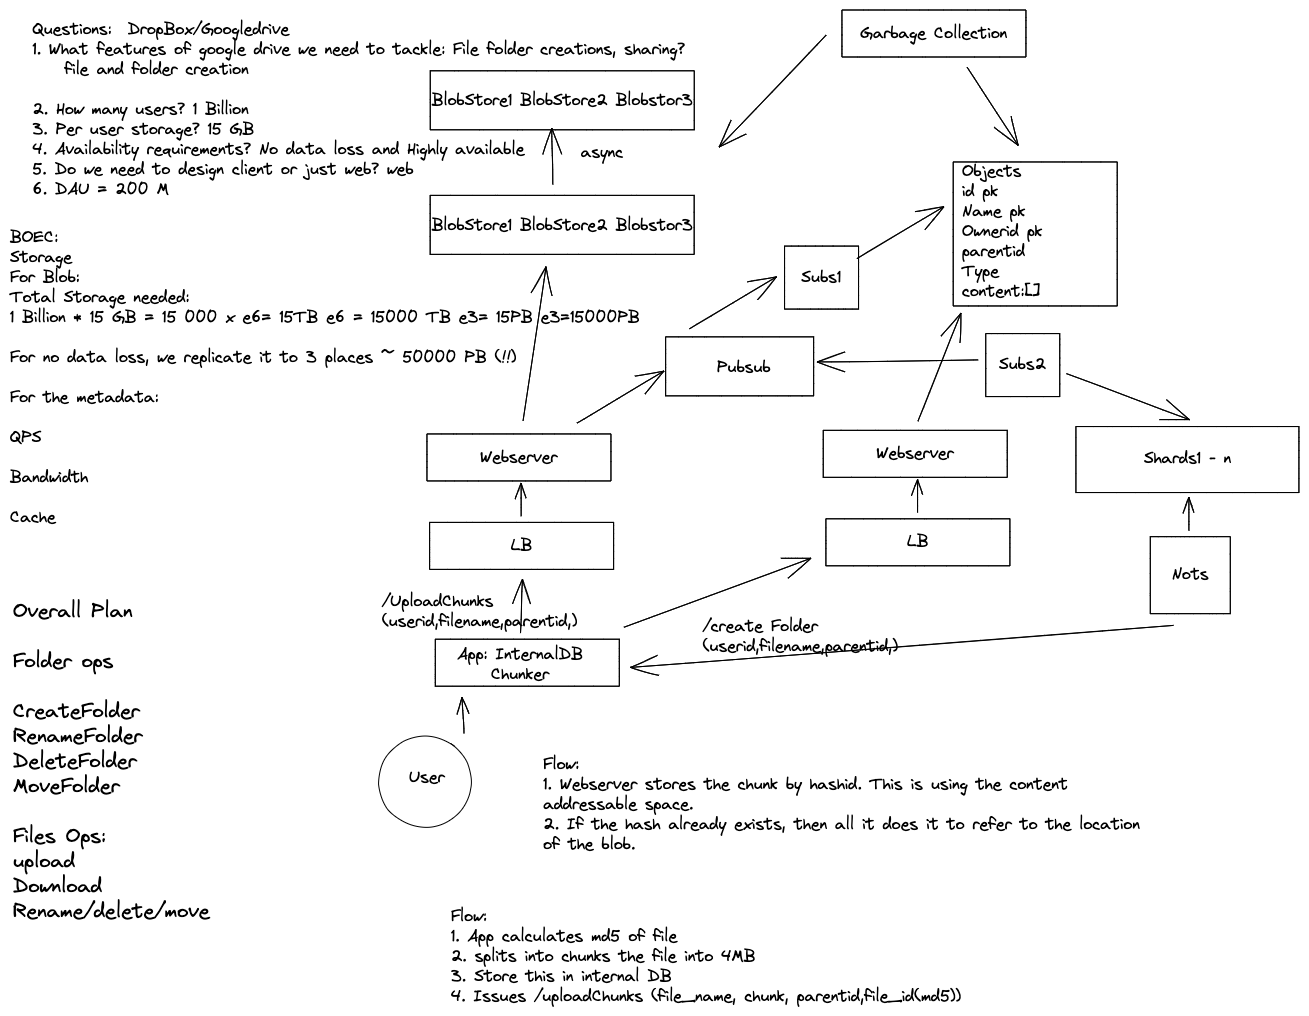 Questions: DropBox/Googledrive
1. What features of google drive we need to tackle: File folder creations, sharing?
file and folder creation
2. How many users? 1 Billion
3. Per user storage? 15 GB
4. Availability requirements? No data loss and Highly available
5. Do we need to design client or just web? web
6. DAU = 200 M
BOEC:
Storage
For Blob:
Total Storage needed:
1 Billion * 15 GB = 15 000 x e6= 15TB e6 = 15000 TB e3= 15PB e3=15000PB
For no data loss, we replicate it to 3 places ~ 50000 PB (!!)
For the metadata:
QPS
Bandwidth
Cache
Overall Plan
Folder ops
CreateFolder
RenameFolder
DeleteFolder
MoveFolder
Files Ops:
upload
Download
Rename/delete/move
BlobStore1 BlobStore2 Blobstor3
async
BlobStore1 BlobStore2 Blobstor3
Garbage Collection
Objects
id pk
Name pk
Ownerid pk
parentid
Type
content:[]
Subs1
Pubsub
Subs2
Webserver
Webserver
Shards1 - n
LB
LB
Nots
/UploadChunks
(userid,filename,parentid,)
/create Folder
(userid,filename,parentid,)
App: InternalDB
Chunker
User
Flow:
1. Webserver stores the chunk by hashid. This is using the content
addressable space.
2. If the hash already exists, then all it does it to refer to the location
of the blob.
Flow:
1. App calculates md5 of file
2. splits into chunks the file into 4MB
3. Store this in internal DB
4. Issues /uploadChunks (file_name, chunk, parentid,file_id(md5))